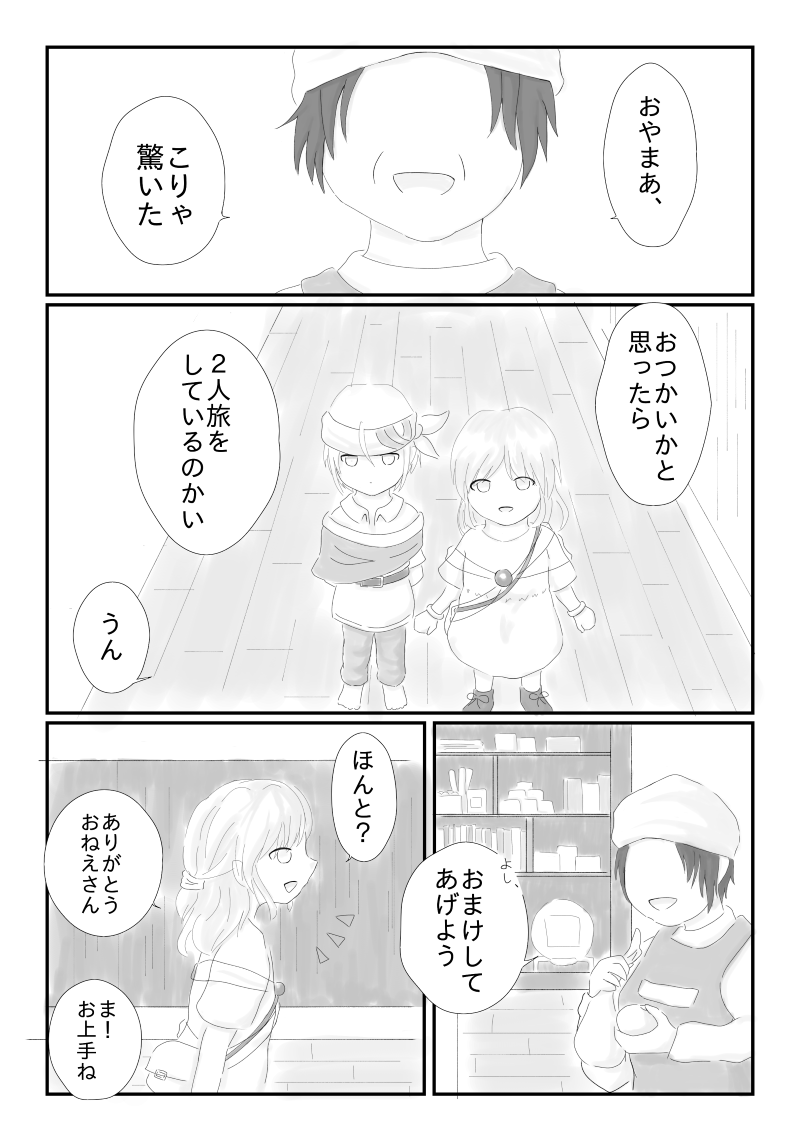 おやまあ、
こりゃ
驚いた
おつかいかと
思ったら
２人旅を
しているのかい
うん
よし、
おまけして
あげよう
ほんと？
ありがとう
おねえさん
ま！
お上手ね